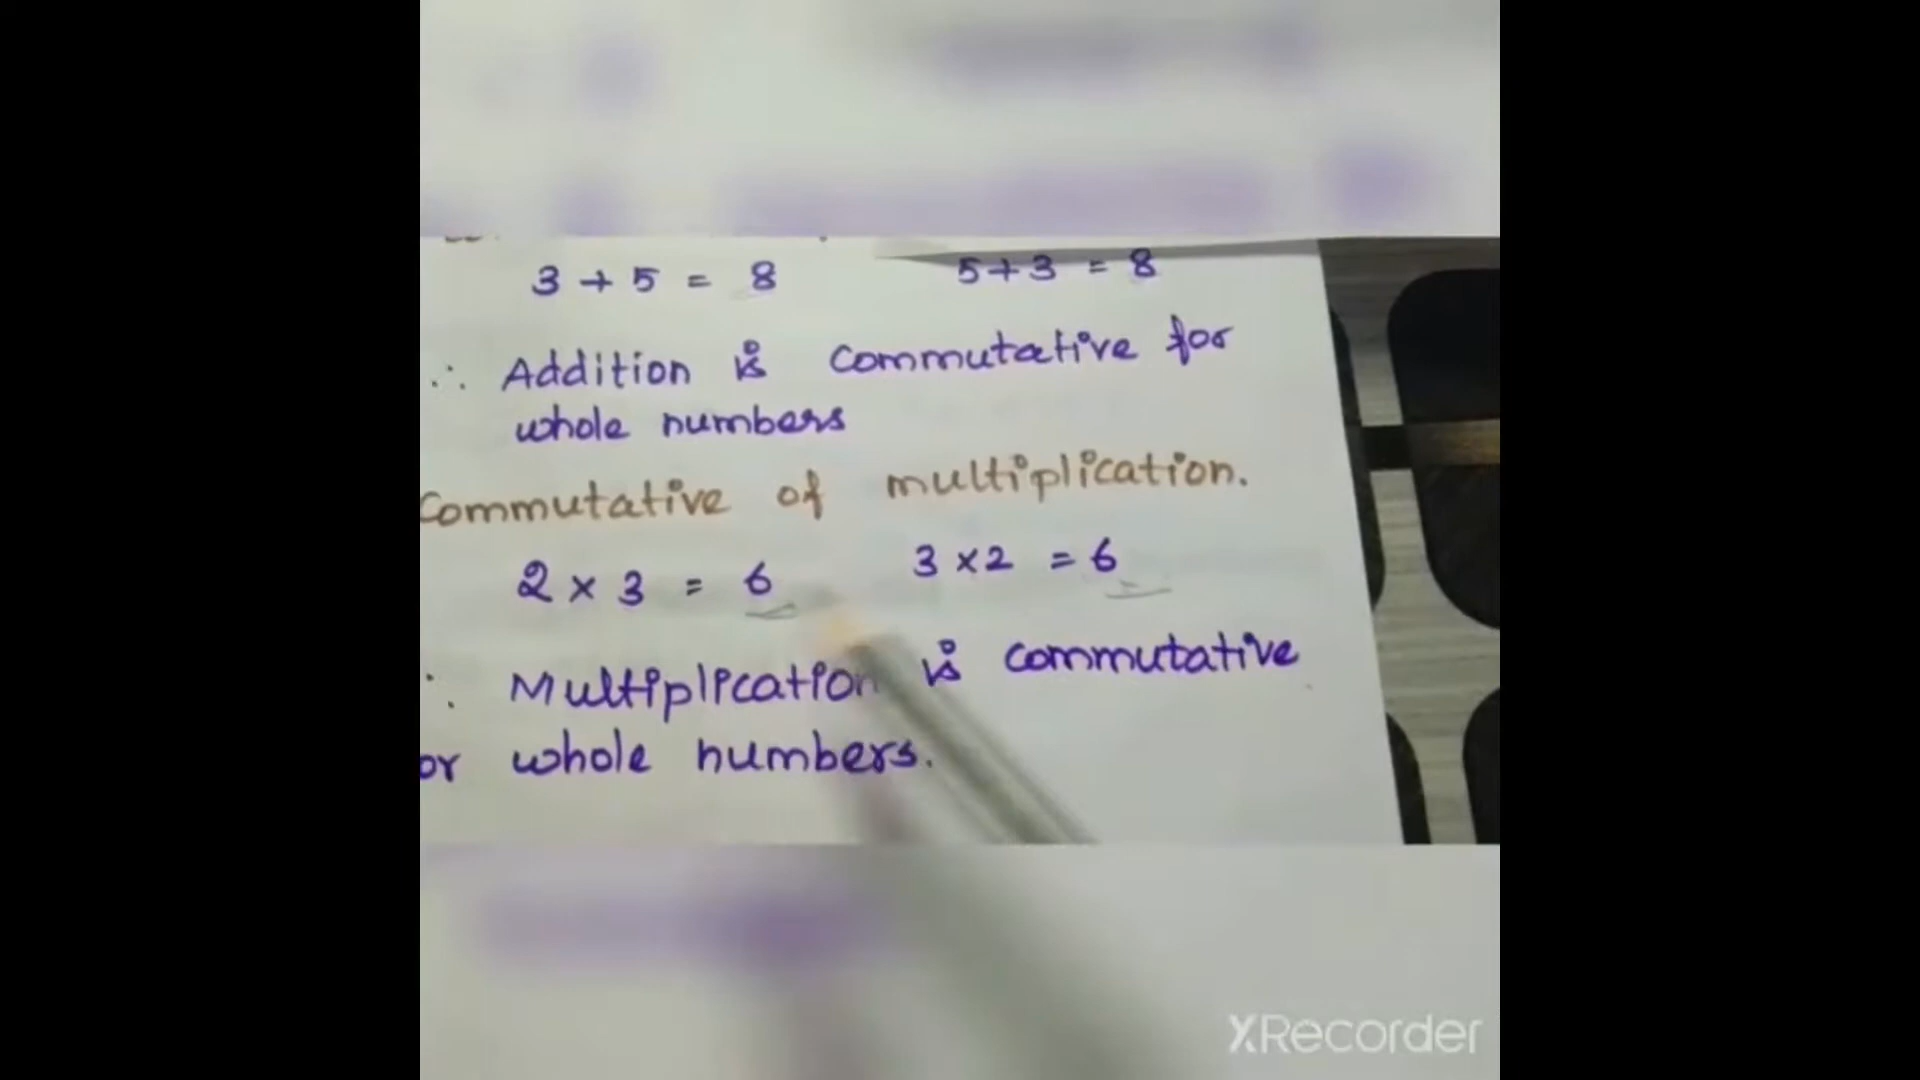 3 + 5 = 8 5+3 = 8
∴ Addition is commutative for
whole numbers
Commutative of multiplication.
2 × 3 = 6 3 ×2 = 6
∴ Multiplication is commutative
or whole numbers.
XRecorder